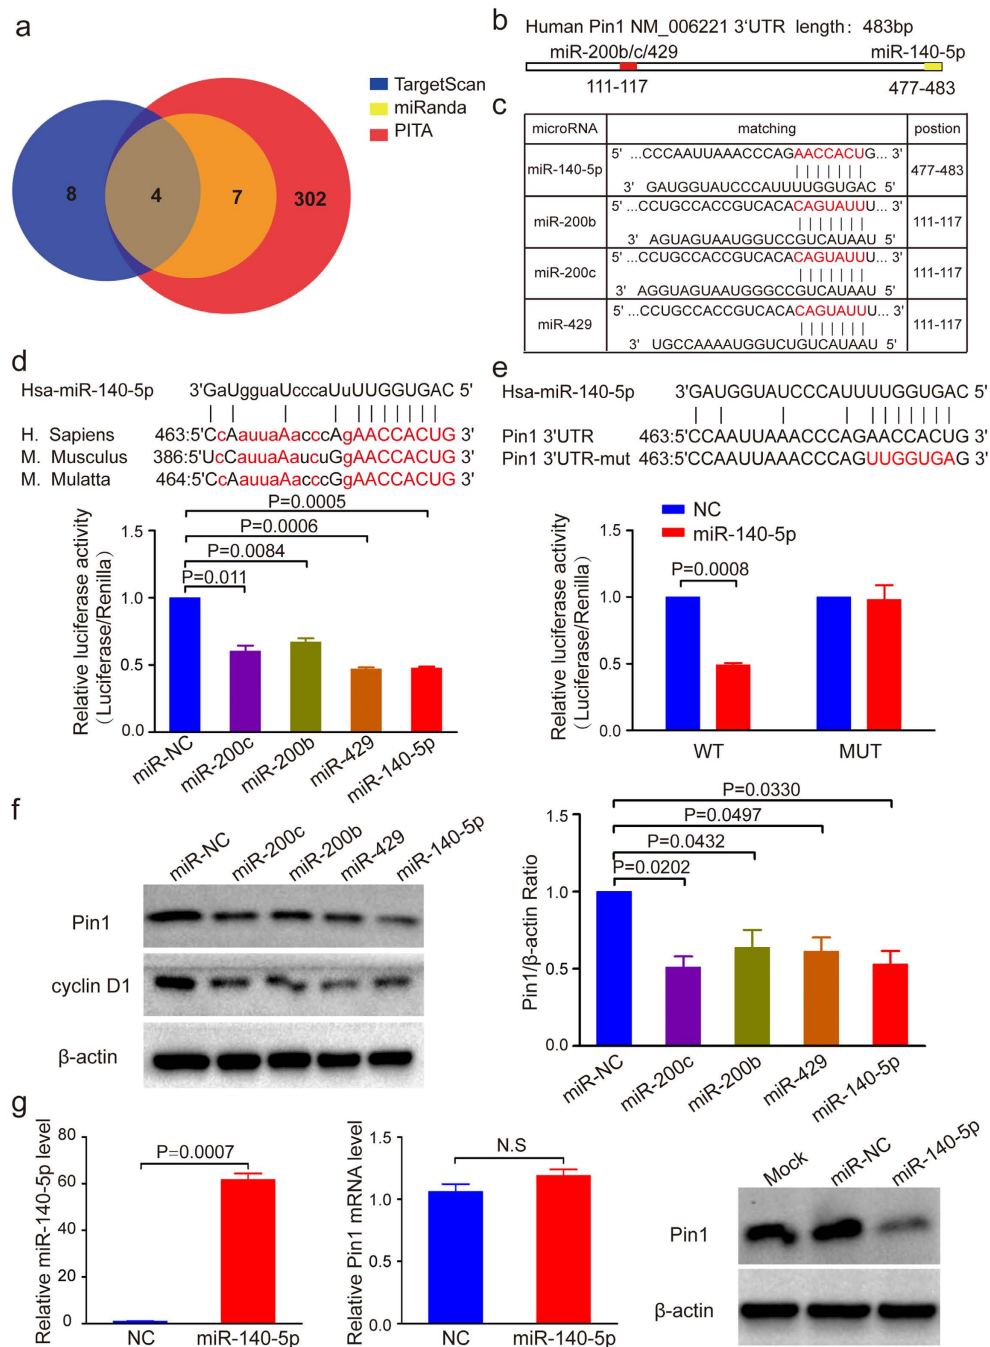 a
TargetScan
miRanda
PITA
8
4
7
302
b
Human Pin1 NM_006221 3'UTR length: 483bp
miR-200b/c/429
miR-140-5p
111-117
477-483
c
microRNA
matching
postion
miR-140-5p
5' ...CCCAAUUAAACCCAGAACCACUG... 3'
3' GAUGGUAUCCCAUUUUGGUGAC 5'
477-483
miR-200b
5' ...CCUGCCACCGUCACACAGUAUUU... 3'
3' AGUAGUAAUGGUCCGUCAUAAU 5'
111-117
miR-200c
5' ...CCUGCCACCGUCACACAGUAUUU... 3'
3' AGGUAGUAAUGGGCCGUCAUAAU 5'
111-117
miR-429
5' ...CCUGCCACCGUCACACAGUAUUU... 3'
3' UGCCAAAAUGGUCUGUCAUAAU 5'
111-117
d
Hsa-miR-140-5p 3'GaUgguaUcccaUuUUGGUGAC 5'
H. Sapiens 463:5'CcAauuaAacccAgAACCACUG 3'
M. Musculus 386:5'UcCauuaAaucuGgAACCACUG 3'
M. Mulatta 464:5'CcAauuaAacccGgAACCACUG 3'
Relative luciferase activity
(Luciferase/Renilla)
P=0.0005
P=0.0006
P=0.0084
P=0.011
1.5
1.0
0.5
0.0
miR-NC
miR-200c
miR-200b
miR-429
miR-140-5p
e
Hsa-miR-140-5p 3'GAUGGUAUCCCAUUUUGGUGAC 5'
Pin1 3'UTR 463:5'CCAAUUAAACCCAGAACCACUG 3'
Pin1 3'UTR-mut 463:5'CCAAUUAAACCCAGUUGGUGAG 3'
NC
miR-140-5p
Relative luciferase activity
(Luciferase/Renilla)
P=0.0008
1.5
1.0
0.5
0.0
WT
MUT
f
miR-NC
miR-200c
miR-200b
miR-429
miR-140-5p
Pin1
cyclin D1
β-actin
Pin1/β-actin Ratio
P=0.0330
P=0.0497
P=0.0432
P=0.0202
1.5
1.0
0.5
0.0
miR-NC
miR-200c
miR-200b
miR-429
miR-140-5p
g
Relative miR-140-5p level
P=0.0007
80
60
40
20
0
NC
miR-140-5p
Relative Pin1 mRNA level
N.S
1.5
1.0
0.5
0.0
NC
miR-140-5p
Mock
miR-NC
miR-140-5p
Pin1
β-actin